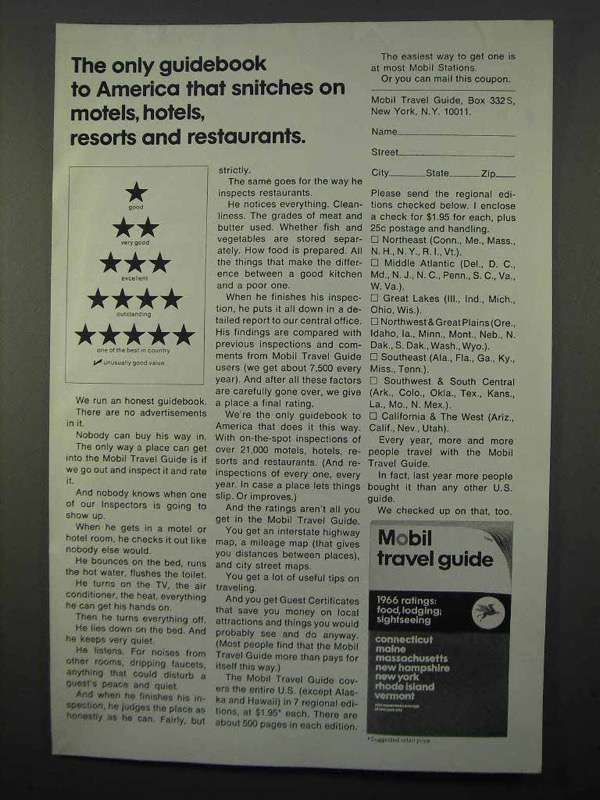 The only guidebook
to America that snitches on
motels, hotels,
resorts and restaurants.
good
very good
excellent
outstanding
one of the best in country
✔ unusually good value
We run an honest guidebook.
There are no advertisements
in it.
Nobody can buy his way in.
The only way a place can get
into the Mobil Travel Guide is if
we go out and inspect it and rate
it.
And nobody knows when one
of our Inspectors is going to
show up.
When he gets in a motel or
hotel room, he checks it out like
nobody else would.
He bounces on the bed, runs
the hot water, flushes the toilet.
He turns on the TV, the air
conditioner, the heat, everything
he can get his hands on.
Then he turns everything off.
He lies down on the bed. And
he keeps very quiet.
He listens. For noises from
other rooms, dripping faucets,
anything that could disturb a
guest's peace and quiet.
And when he finishes his in-
spection, he judges the place as
honestly as he can. Fairly, but
strictly.
The same goes for the way he
inspects restaurants.
He notices everything. Clean-
liness. The grades of meat and
butter used. Whether fish and
vegetables are stored separ-
ately. How food is prepared. All
the things that make the differ-
ence between a good kitchen
and a poor one.
When he finishes his inspec-
tion, he puts it all down in a de-
tailed report to our central office.
His findings are compared with
previous inspections and com-
ments from Mobil Travel Guide
users (we get about 7,500 every
year). And after all these factors
are carefully gone over, we give
a place a final rating.
We're the only guidebook to
America that does it this way.
With on-the-spot inspections of
over 21,000 motels, hotels, re-
sorts and restaurants. (And re-
inspections of every one, every
year. In case a place lets things
slip. Or improves.)
And the ratings aren't all you
get in the Mobil Travel Guide.
You get an interstate highway
map, a mileage map (that gives
you distances between places),
and city street maps.
You get a lot of useful tips on
traveling.
And you get Guest Certificates
that save you money on local
attractions and things you would
probably see and do anyway.
(Most people find that the Mobil
Travel Guide more than pays for
itself this way.)
The Mobil Travel Guide cov-
ers the entire U.S. (except Alas-
ka and Hawaii) in 7 regional edi-
tions, at $1.95* each. There are
about 500 pages in each edition.
The easiest way to get one is
at most Mobil Stations.
Or you can mail this coupon.
Mobil Travel Guide, Box 332 S,
New York, N.Y. 10011.
Name
Street
City State Zip
Please send the regional edi-
tions checked below. I enclose
a check for $1.95 for each, plus
25c postage and handling.
☐ Northeast (Conn., Me., Mass.,
N. H., N. Y., R. I., Vt.).
☐ Middle Atlantic (Del., D. C.,
Md., N. J., N. C., Penn., S. C., Va.,
W. Va.).
☐ Great Lakes (Ill., Ind., Mich.,
Ohio, Wis.).
☐ Northwest & Great Plains (Ore.,
Idaho, Ia., Minn., Mont., Neb., N.
Dak., S. Dak., Wash., Wyo.).
☐ Southeast (Ala., Fla., Ga., Ky.,
Miss., Tenn.).
☐ Southwest & South Central
(Ark., Colo., Okla., Tex., Kans.,
La., Mo., N. Mex.).
☐ California & The West (Ariz.,
Calif., Nev., Utah).
Every year, more and more
people travel with the Mobil
Travel Guide.
In fact, last year more people
bought it than any other U.S.
guide.
We checked up on that, too.
Mobil
travel guide
1966 ratings:
food, lodging,
sightseeing
connecticut
maine
massachusetts
new hampshire
new york
rhode island
vermont
*Suggested retail price